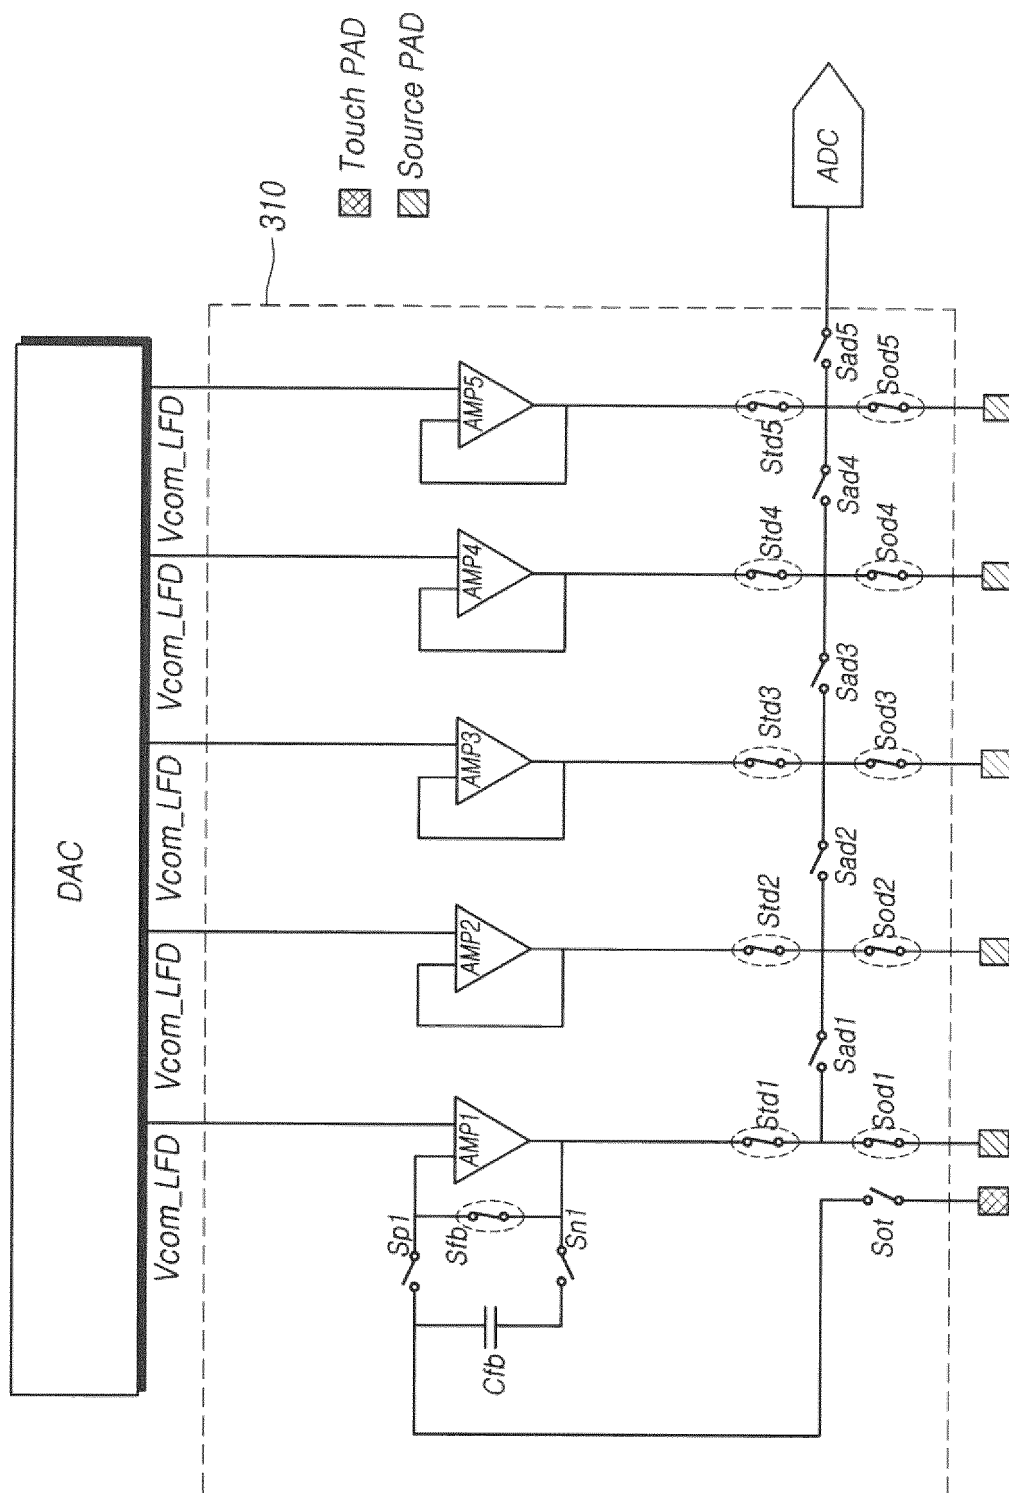 Touch PAD
Source PAD
310
DAC
ADC
Vcom_LFD
Vcom_LFD
Vcom_LFD
Vcom_LFD
Vcom_LFD
AMP1
AMP2
AMP3
AMP4
AMP5
Sp1
Sfb
Sn1
Cfb
Std1
Std2
Std3
Std4
Std5
Sad1
Sad2
Sad3
Sad4
Sad5
Sot
Sod1
Sod2
Sod3
Sod4
Sod5